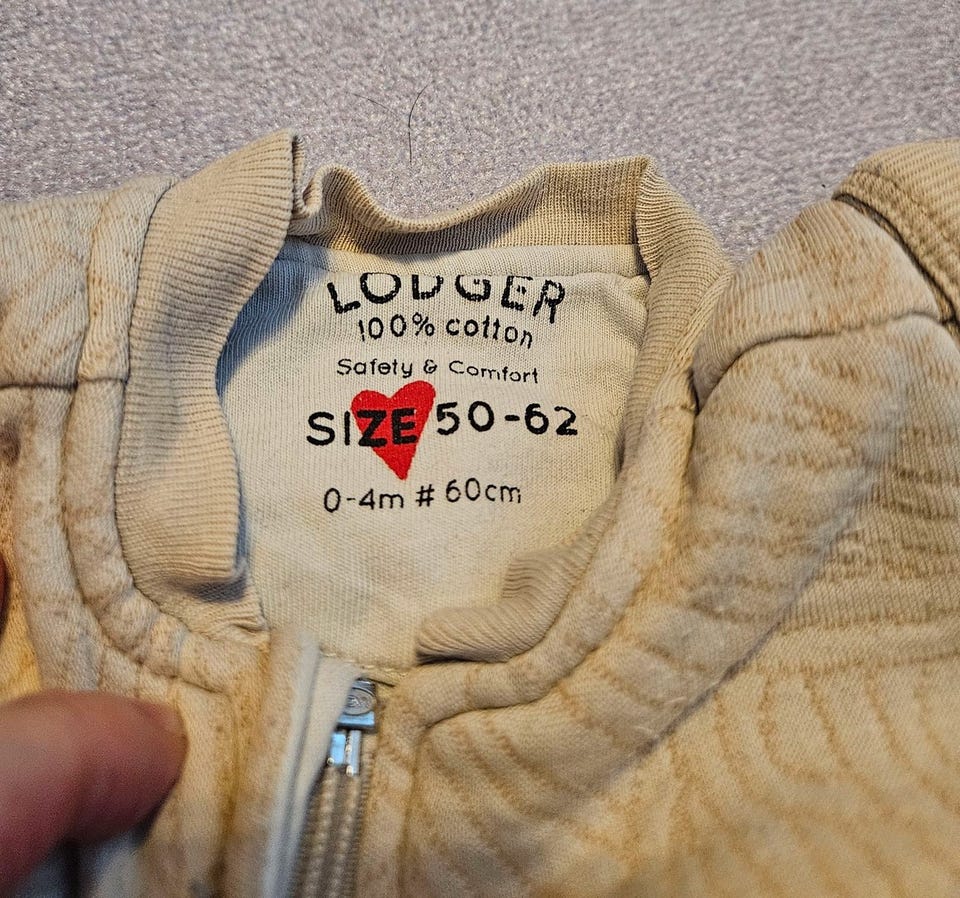 LODGER
100% cotton
Safety & Comfort
SIZE 50-62
0-4m # 60cm